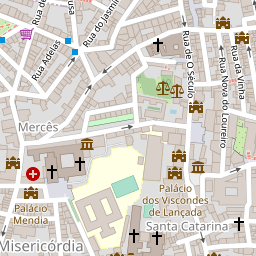 Rua do Jasmim
Rua Adelas
Rua de O Século
Rua da Vinha
Rua Nova do Loureiro
Mercês
Palácio
dos Viscondes
de Lançada
Palácio
Mendia
Santa Catarina
Misericórdia